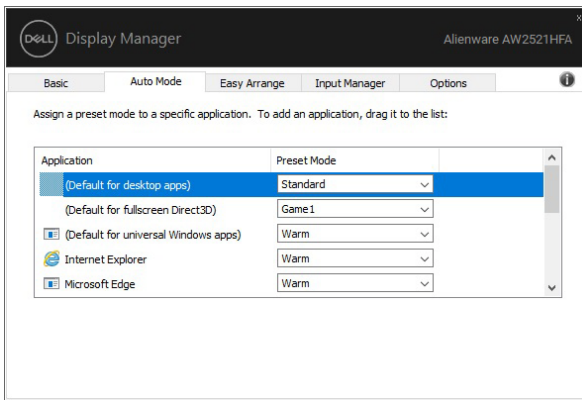 DELL Display Manager
Alienware AW2521HFA
Basic
Auto Mode
Easy Arrange
Input Manager
Options
Assign a preset mode to a specific application. To add an application, drag it to the list:
Application Preset Mode
(Default for desktop apps) Standard
(Default for fullscreen Direct3D) Game1
(Default for universal Windows apps) Warm
Internet Explorer Warm
Microsoft Edge Warm